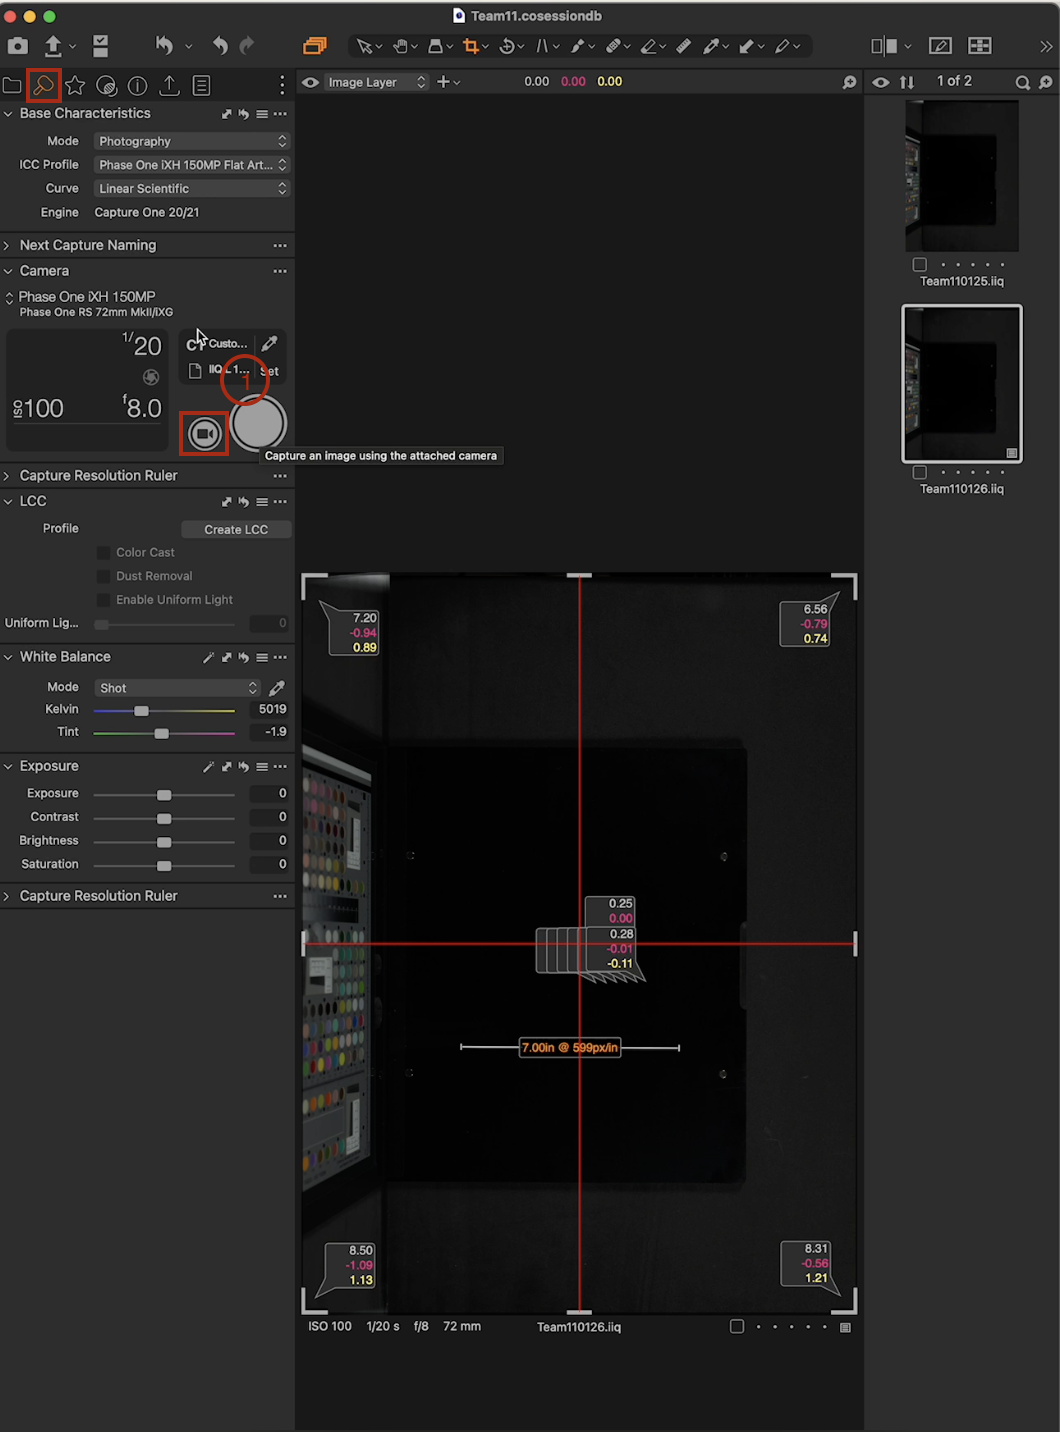 Team11.cosessiondb
Image Layer
0.00 0.00 0.00
1 of 2
Base Characteristics
Mode Photography
ICC Profile Phase One iXH 150MP Flat Art...
Curve Linear Scientific
Engine Capture One 20/21
Next Capture Naming
Camera
Phase One iXH 150MP
Phase One RS 72mm MkII/iXG
1/20
Custo...
IIQ L 1... Set
1
ISO 100 f8.0
Capture an image using the attached camera
Capture Resolution Ruler
LCC
Profile Create LCC
Color Cast
Dust Removal
Enable Uniform Light
Uniform Lig... 0
White Balance
Mode Shot
Kelvin 5019
Tint -1.9
Exposure
Exposure 0
Contrast 0
Brightness 0
Saturation 0
Capture Resolution Ruler
7.20
-0.94
0.89
6.56
-0.79
0.74
0.25
0.00
0.28
-0.01
-0.11
7.00in @ 599px/in
8.50
-1.09
1.13
8.31
-0.56
1.21
ISO 100 1/20 s f/8 72 mm Team110126.iiq
Team110125.iiq
Team110126.iiq